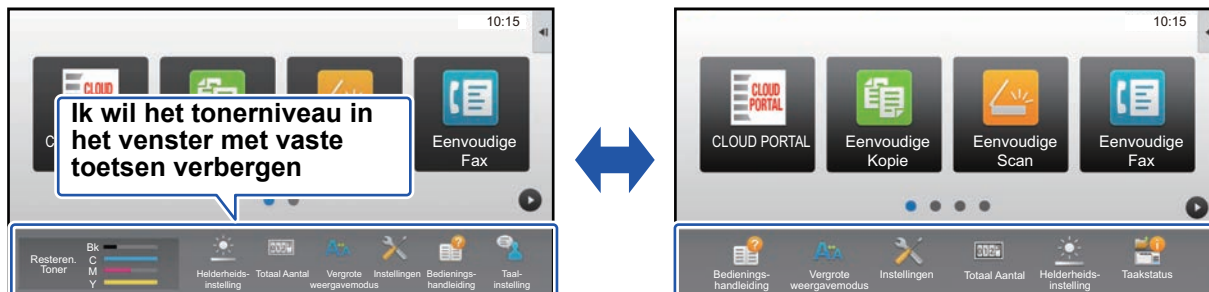 10:15
CLOUD
C
Ik wil het tonerniveau in
het venster met vaste
toetsen verbergen
Eenvoudige
Fax
Resteren.
Toner
Bk
C
M
Y
Helderheids-
instelling
Totaal Aantal
Vergrote
weergavemodus
Instellingen
Bedienings-
handleiding
Taal-
instelling
10:15
CLOUD
PORTAL
CLOUD PORTAL
Eenvoudige
Kopie
Eenvoudige
Scan
Eenvoudige
Fax
Bedienings-
handleiding
Vergrote
weergavemodus
Instellingen
Totaal Aantal
Helderheids-
instelling
Taakstatus